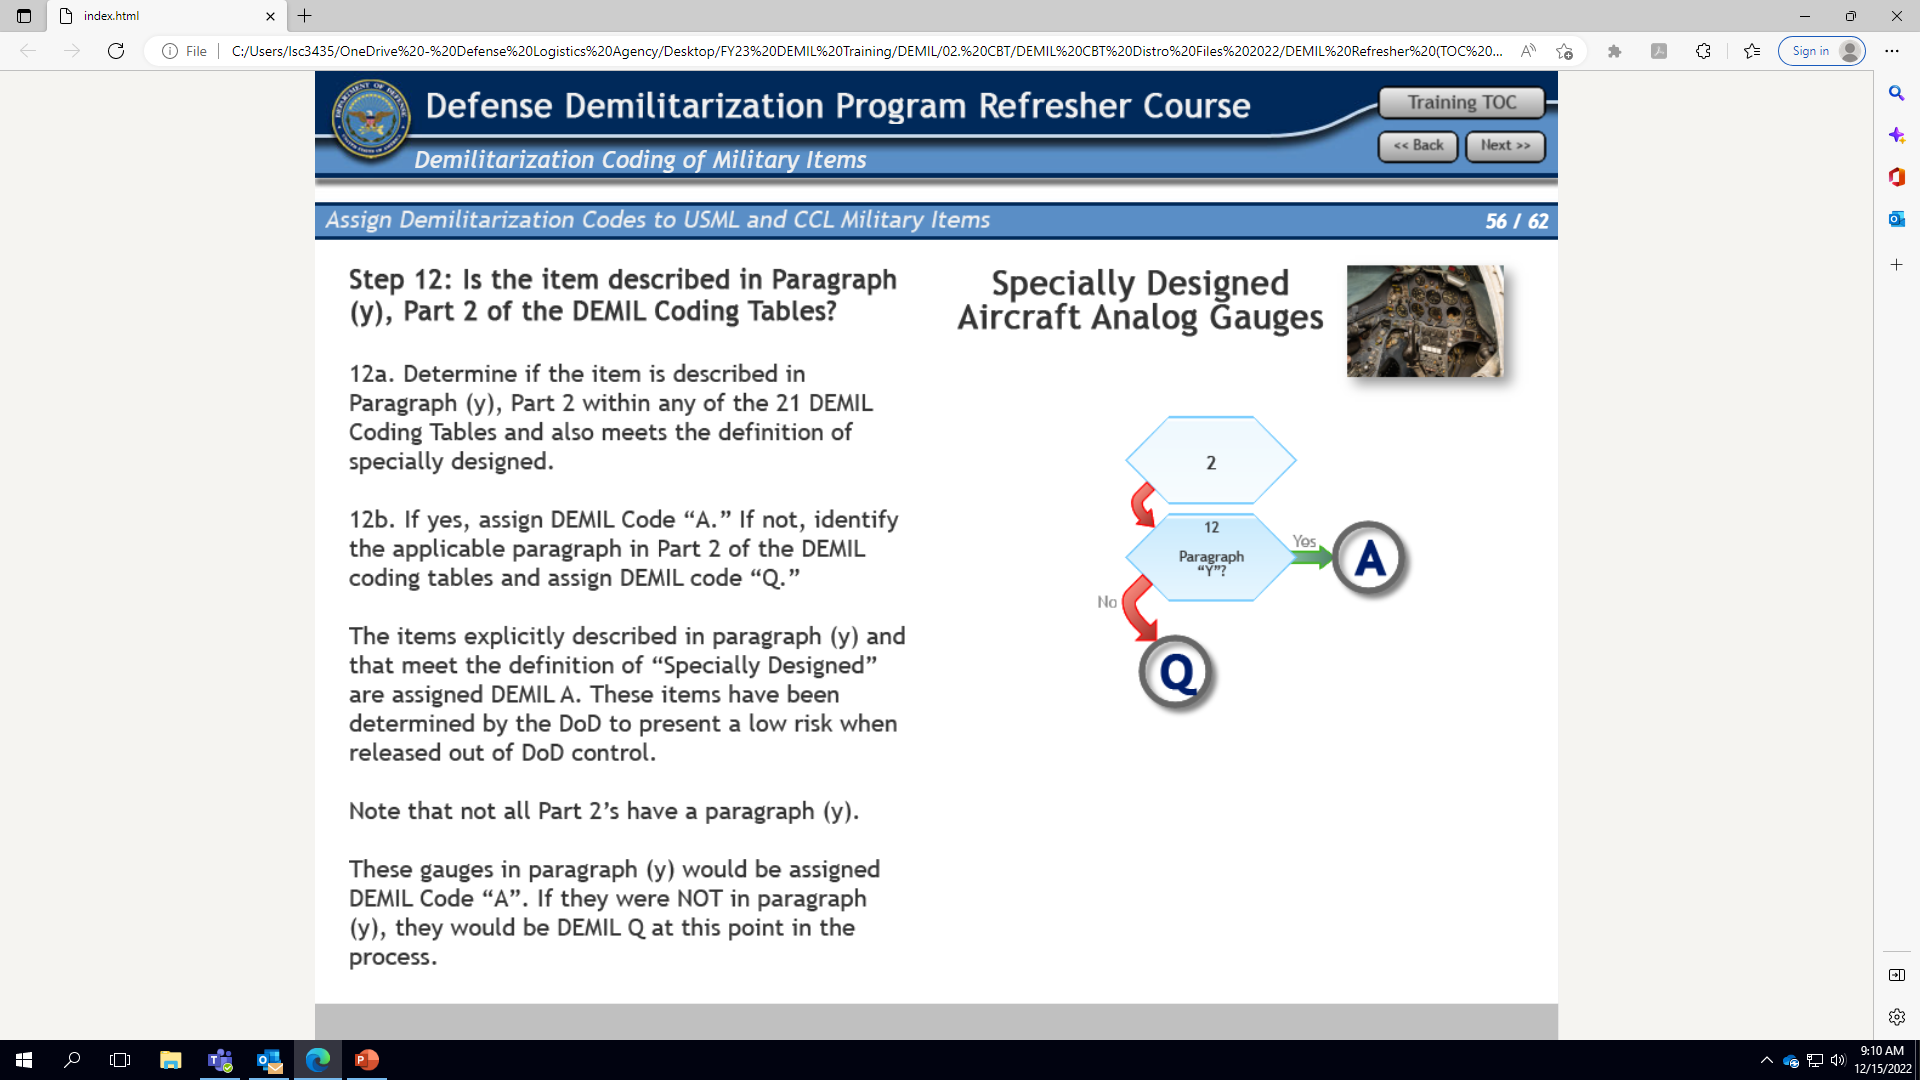 index.html
File
C:/Users/lsc3435/OneDrive%20-%20Defense%20Logistics%20Agency/Desktop/FY23%20DEMIL%20Training/DEMIL/02.%20CBT/DEMIL%20CBT%20Distro%20Files%202022/DEMIL%20Refresher%20(TOC%20...
Sign in
Defense Demilitarization Program Refresher Course
Training TOC
<< Back
Next >>
Demilitarization Coding of Military Items
Assign Demilitarization Codes to USML and CCL Military Items
56 / 62
Step 12: Is the item described in Paragraph
(y), Part 2 of the DEMIL Coding Tables?
12a. Determine if the item is described in
Paragraph (y), Part 2 within any of the 21 DEMIL
Coding Tables and also meets the definition of
specially designed.
12b. If yes, assign DEMIL Code “A.” If not, identify
the applicable paragraph in Part 2 of the DEMIL
coding tables and assign DEMIL code “Q.”
The items explicitly described in paragraph (y) and
that meet the definition of “Specially Designed”
are assigned DEMIL A. These items have been
determined by the DoD to present a low risk when
released out of DoD control.
Note that not all Part 2’s have a paragraph (y).
These gauges in paragraph (y) would be assigned
DEMIL Code “A”. If they were NOT in paragraph
(y), they would be DEMIL Q at this point in the
process.
Specially Designed
Aircraft Analog Gauges
2
12
Paragraph
“Y”?
Yes
A
No
Q
9:10 AM
12/15/2022